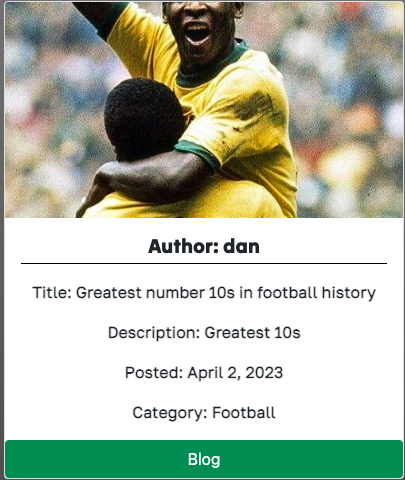 Author: dan
Title: Greatest number 10s in football history
Description: Greatest 10s
Posted: April 2, 2023
Category: Football
Blog